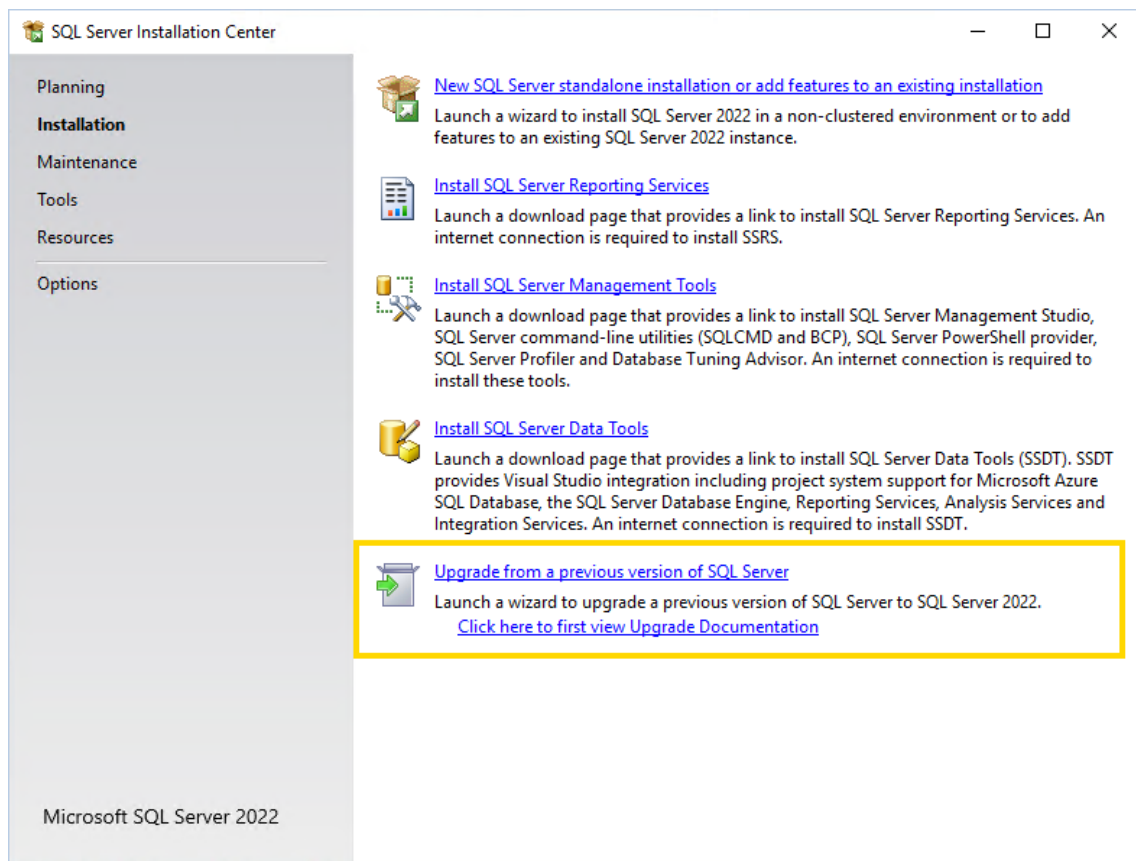 SQL Server Installation Center
Planning
Installation
Maintenance
Tools
Resources
Options
Microsoft SQL Server 2022
New SQL Server standalone installation or add features to an existing installation
Launch a wizard to install SQL Server 2022 in a non-clustered environment or to add
features to an existing SQL Server 2022 instance.
Install SQL Server Reporting Services
Launch a download page that provides a link to install SQL Server Reporting Services. An
internet connection is required to install SSRS.
Install SQL Server Management Tools
Launch a download page that provides a link to install SQL Server Management Studio,
SQL Server command-line utilities (SQLCMD and BCP), SQL Server PowerShell provider,
SQL Server Profiler and Database Tuning Advisor. An internet connection is required to
install these tools.
Install SQL Server Data Tools
Launch a download page that provides a link to install SQL Server Data Tools (SSDT). SSDT
provides Visual Studio integration including project system support for Microsoft Azure
SQL Database, the SQL Server Database Engine, Reporting Services, Analysis Services and
Integration Services. An internet connection is required to install SSDT.
Upgrade from a previous version of SQL Server
Launch a wizard to upgrade a previous version of SQL Server to SQL Server 2022.
Click here to first view Upgrade Documentation